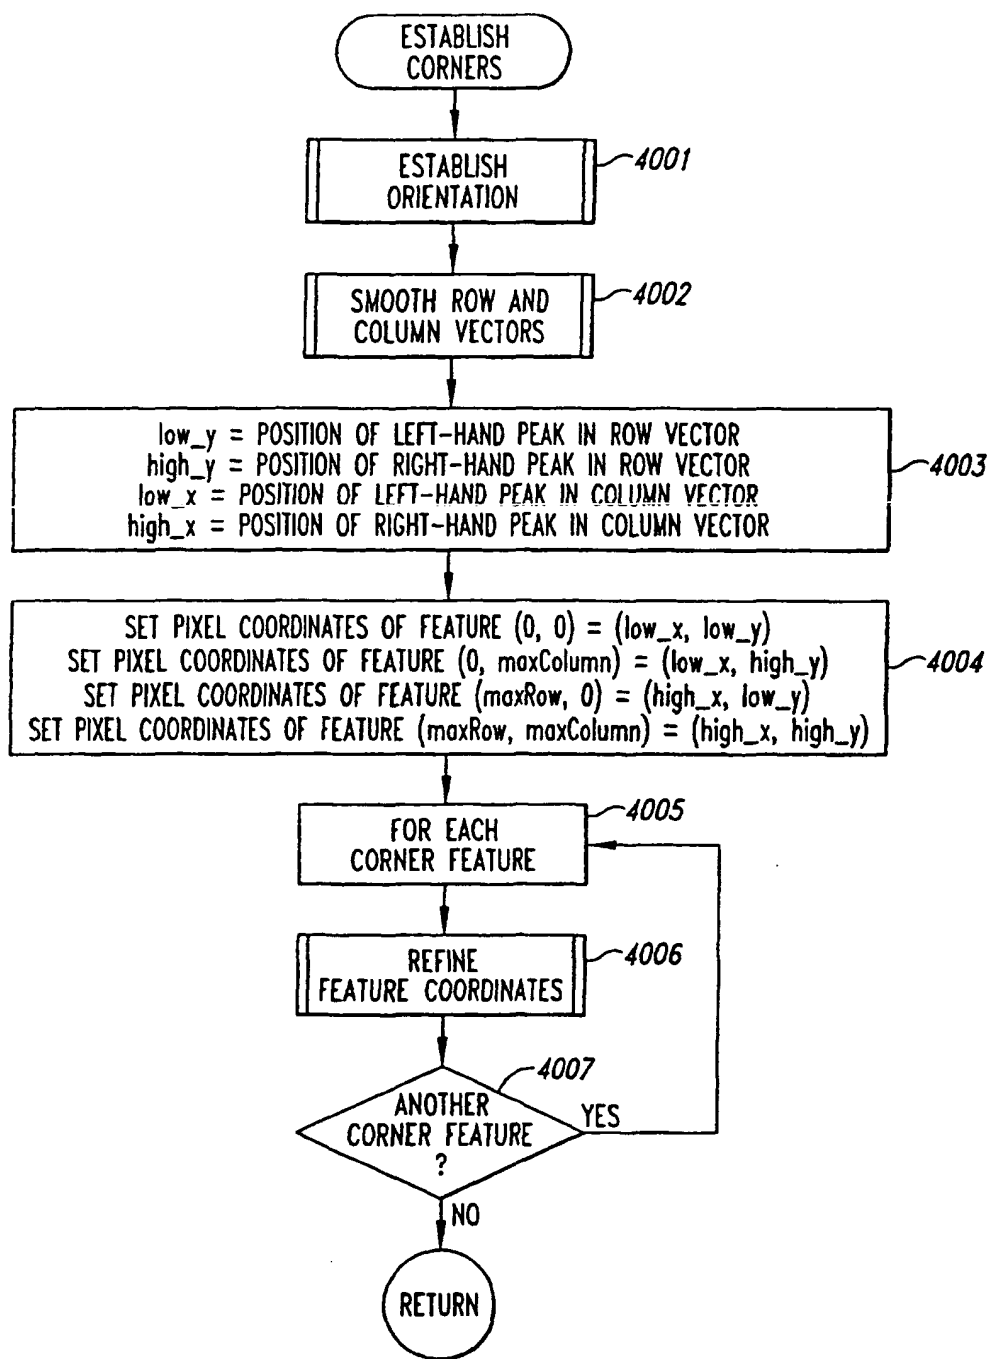 ESTABLISH
CORNERS
ESTABLISH
ORIENTATION
4001
SMOOTH ROW AND
COLUMN VECTORS
4002
low_y = POSITION OF LEFT-HAND PEAK IN ROW VECTOR
high_y = POSITION OF RIGHT-HAND PEAK IN ROW VECTOR
low_x = POSITION OF LEFT-HAND PEAK IN COLUMN VECTOR
high_x = POSITION OF RIGHT-HAND PEAK IN COLUMN VECTOR
4003
SET PIXEL COORDINATES OF FEATURE (0, 0) = (low_x, low_y)
SET PIXEL COORDINATES OF FEATURE (0, maxColumn) = (low_x, high_y)
SET PIXEL COORDINATES OF FEATURE (maxRow, 0) = (high_x, low_y)
SET PIXEL COORDINATES OF FEATURE (maxRow, maxColumn) = (high_x, high_y)
4004
FOR EACH
CORNER FEATURE
4005
REFINE
FEATURE COORDINATES
4006
ANOTHER
CORNER FEATURE
?
4007
YES
NO
RETURN